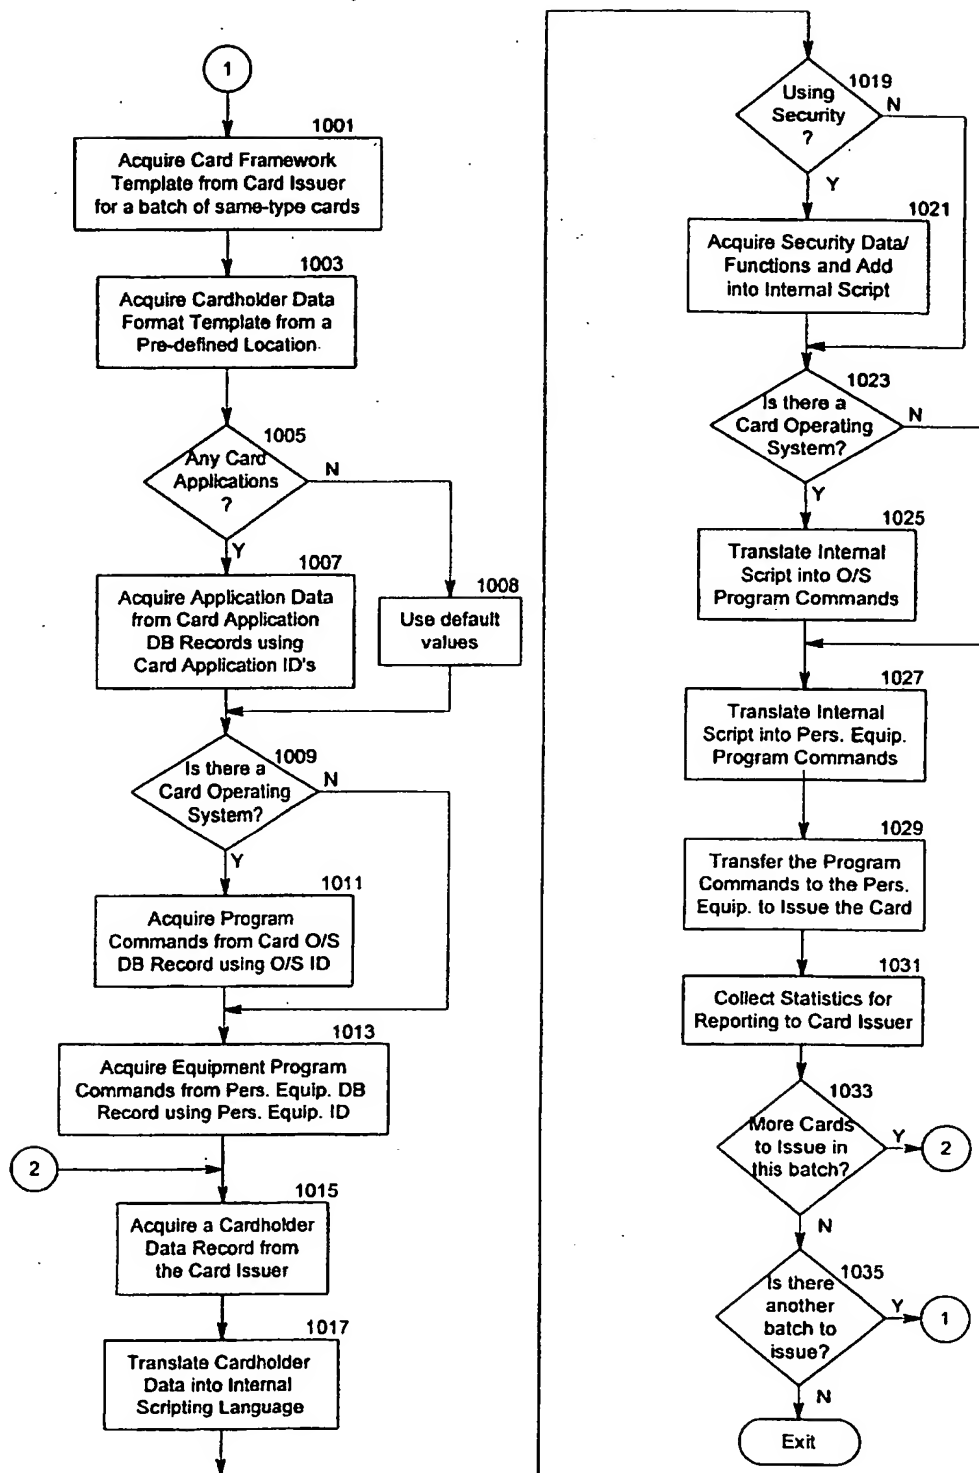 1
1001
Acquire Card Framework
Template from Card Issuer
for a batch of same-type cards
1003
Acquire Cardholder Data
Format Template from a
Pre-defined Location
1005
Any Card
Applications
?
N
Y
1007
Acquire Application Data
from Card Application
DB Records using
Card Application ID's
1008
Use default
values
1009
Is there a
Card Operating
System?
N
Y
1011
Acquire Program
Commands from Card O/S
DB Record using O/S ID
1013
Acquire Equipment Program
Commands from Pers. Equip. DB
Record using Pers. Equip. ID
2
1015
Acquire a Cardholder
Data Record from
the Card Issuer
1017
Translate Cardholder
Data into Internal
Scripting Language
1019
Using
Security
?
N
Y
1021
Acquire Security Data/
Functions and Add
into Internal Script
1023
Is there a
Card Operating
System?
N
Y
1025
Translate Internal
Script into O/S
Program Commands
1027
Translate Internal
Script into Pers. Equip.
Program Commands
1029
Transfer the Program
Commands to the Pers.
Equip. to Issue the Card
1031
Collect Statistics for
Reporting to Card Issuer
1033
More Cards
to Issue in
this batch?
Y
2
N
1035
Is there
another
batch to
issue?
Y
1
N
Exit